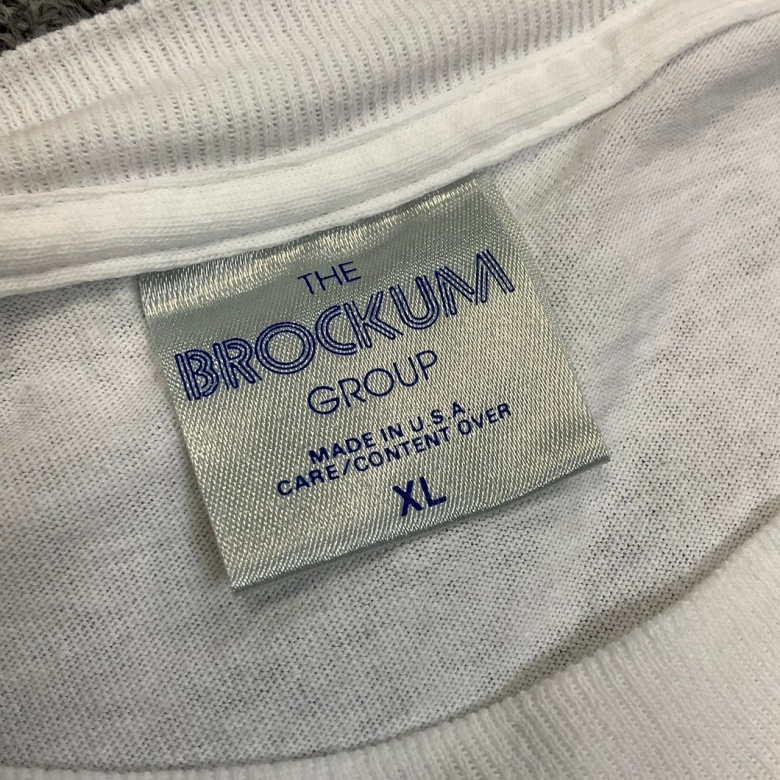 THE
BROCKUM
GROUP
MADE IN U.S A
CARE/CONTENT OVER
XL